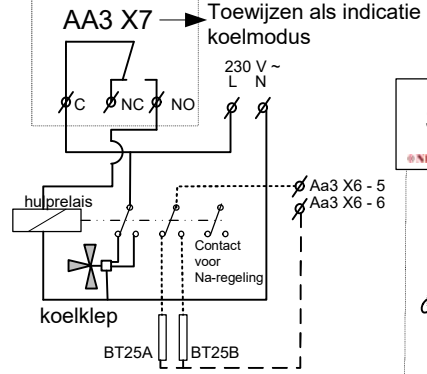 AA3 X7
Toewijzen als indicatie
koelmodus
230 V ~
L N
C NC NO
Aa3 X6 - 5
Aa3 X6 - 6
hulprelais
Contact
voor
Na-regeling
koelklep
BT25A BT25B